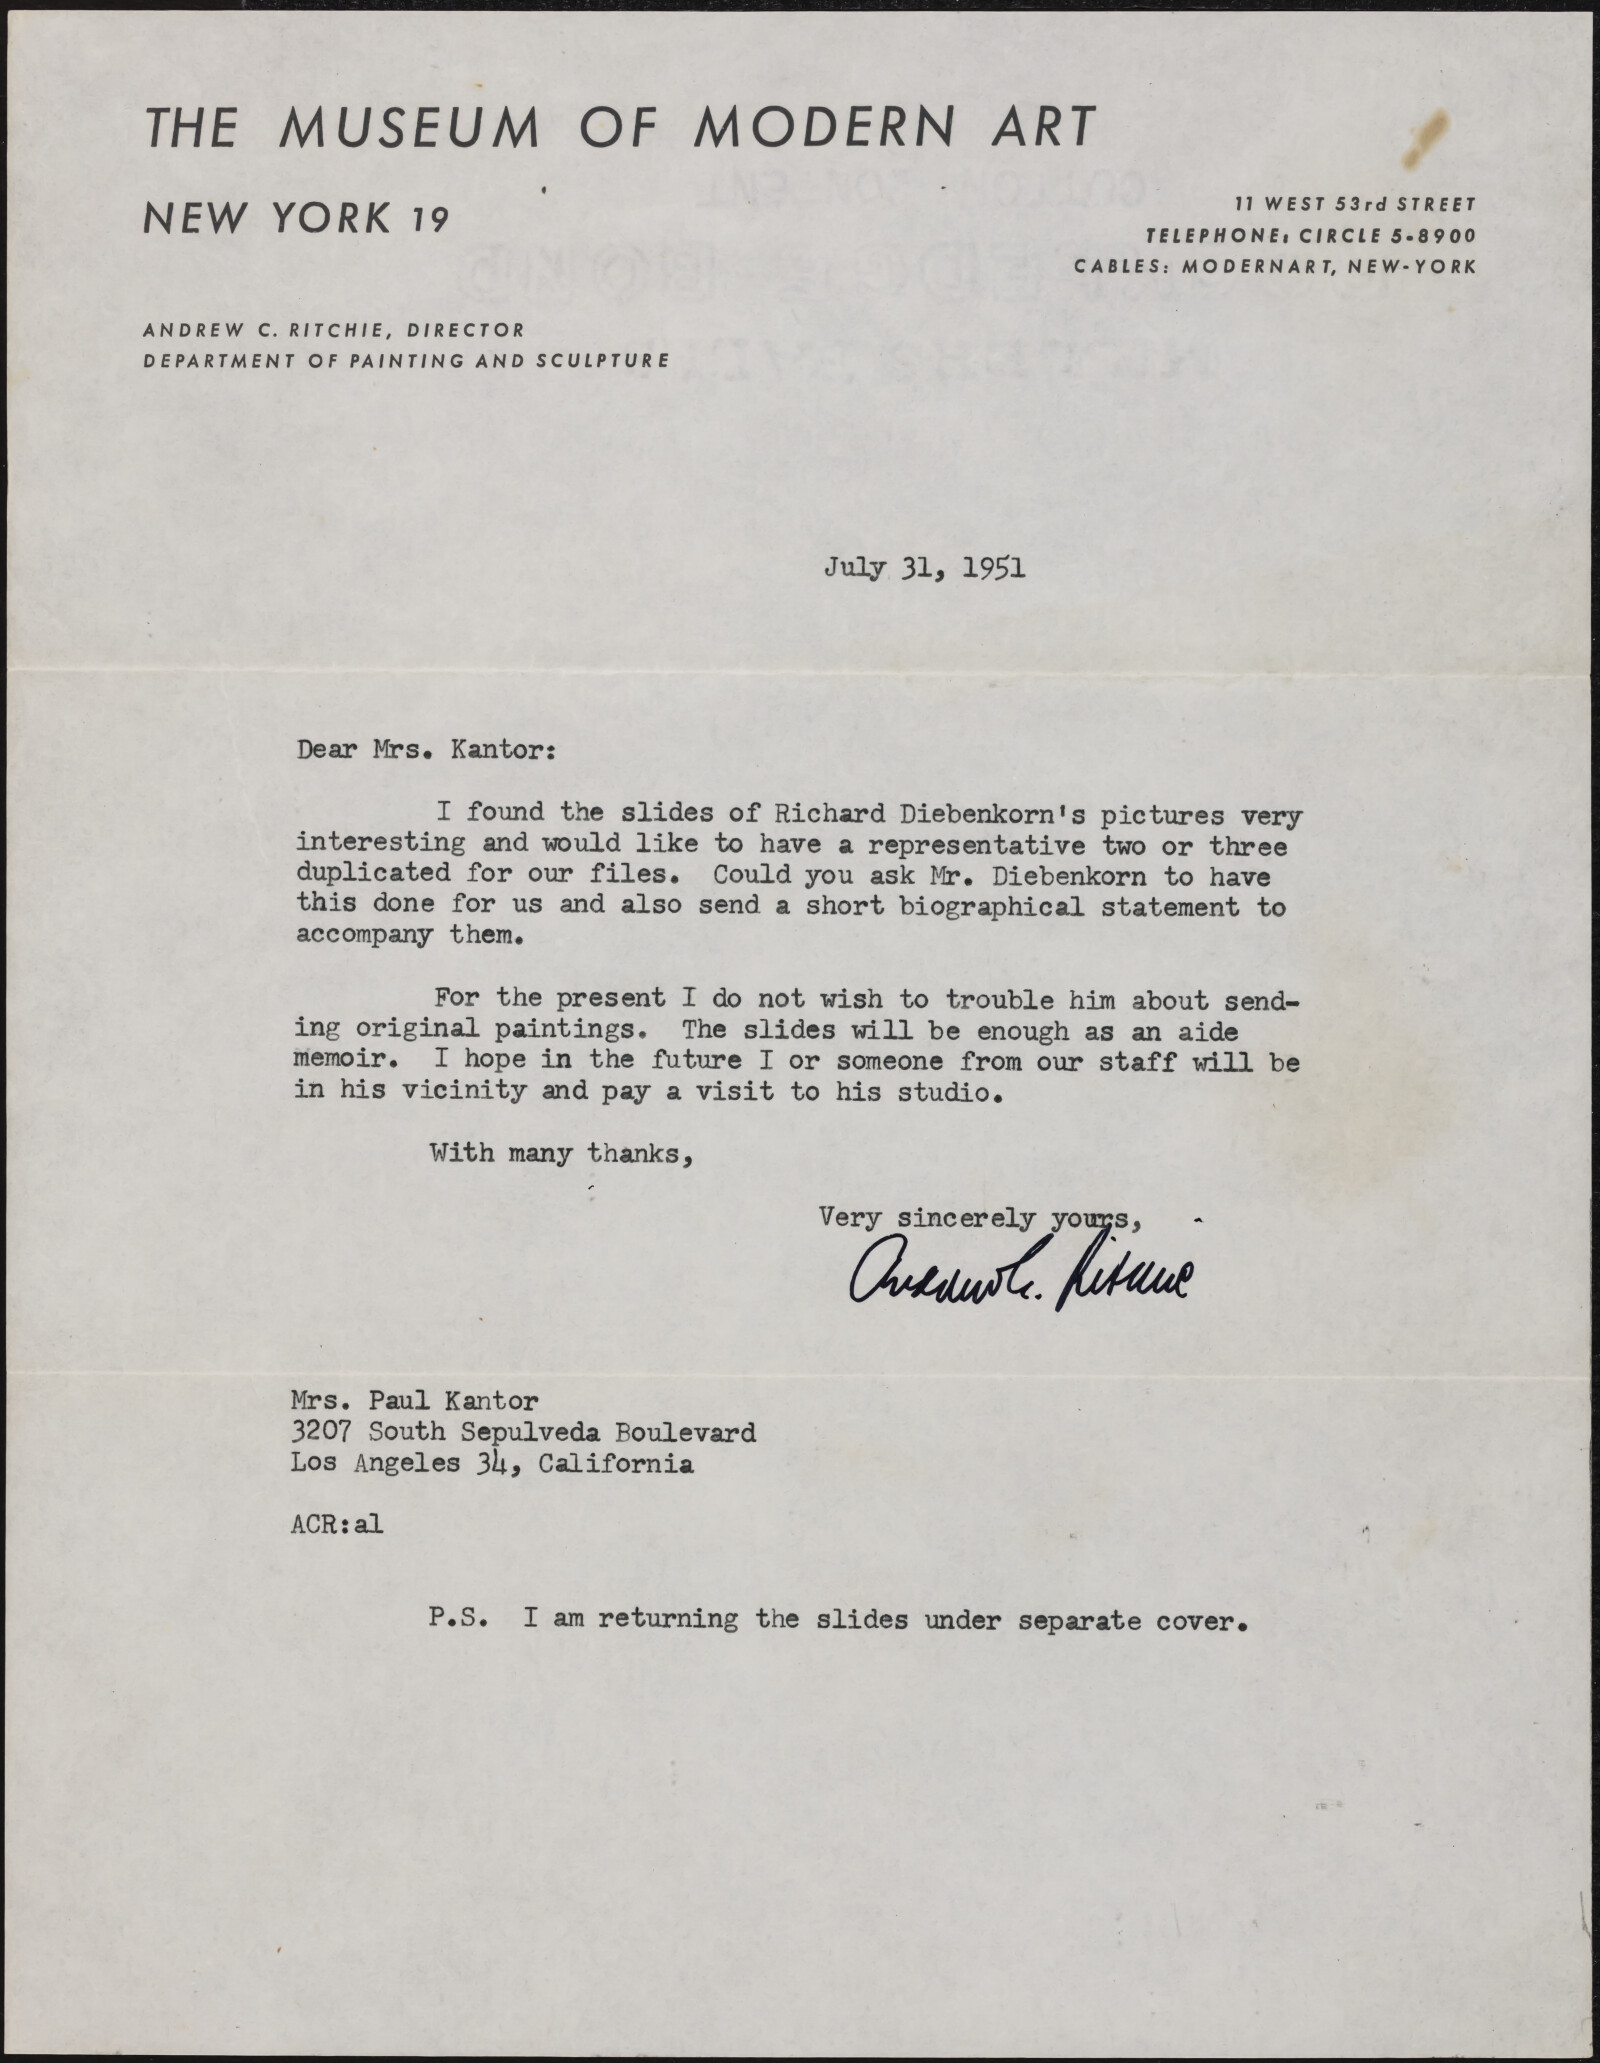 THE MUSEUM OF MODERN ART
NEW YORK 19
11 WEST 53rd STREET
TELEPHONE: CIRCLE 5-8900
CABLES: MODERNART, NEW-YORK
ANDREW C. RITCHIE, DIRECTOR
DEPARTMENT OF PAINTING AND SCULPTURE
July 31, 1951
Dear Mrs. Kantor:
I found the slides of Richard Diebenkorn's pictures very
interesting and would like to have a representative two or three
duplicated for our files. Could you ask Mr. Diebenkorn to have
this done for us and also send a short biographical statement to
accompany them.
For the present I do not wish to trouble him about send-
ing original paintings. The slides will be enough as an aide
memoir. I hope in the future I or someone from our staff will be
in his vicinity and pay a visit to his studio.
With many thanks,
Very sincerely yours,
Andrew C. Ritchie
Mrs. Paul Kantor
3207 South Sepulveda Boulevard
Los Angeles 34, California
ACR:al
P.S. I am returning the slides under separate cover.